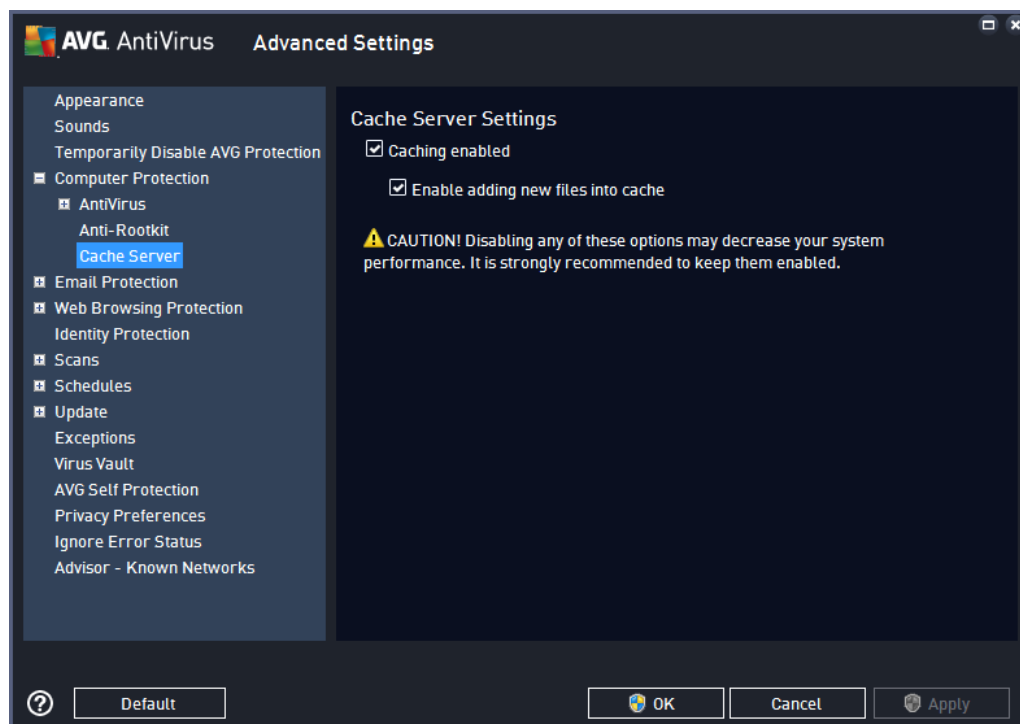 AVG. AntiVirus Advanced Settings
Appearance
Sounds
Temporarily Disable AVG Protection
Computer Protection
AntiVirus
Anti-Rootkit
Cache Server
Email Protection
Web Browsing Protection
Identity Protection
Scans
Schedules
Update
Exceptions
Virus Vault
AVG Self Protection
Privacy Preferences
Ignore Error Status
Advisor - Known Networks
Cache Server Settings
Caching enabled
Enable adding new files into cache
CAUTION! Disabling any of these options may decrease your system
performance. It is strongly recommended to keep them enabled.
? Default OK Cancel Apply